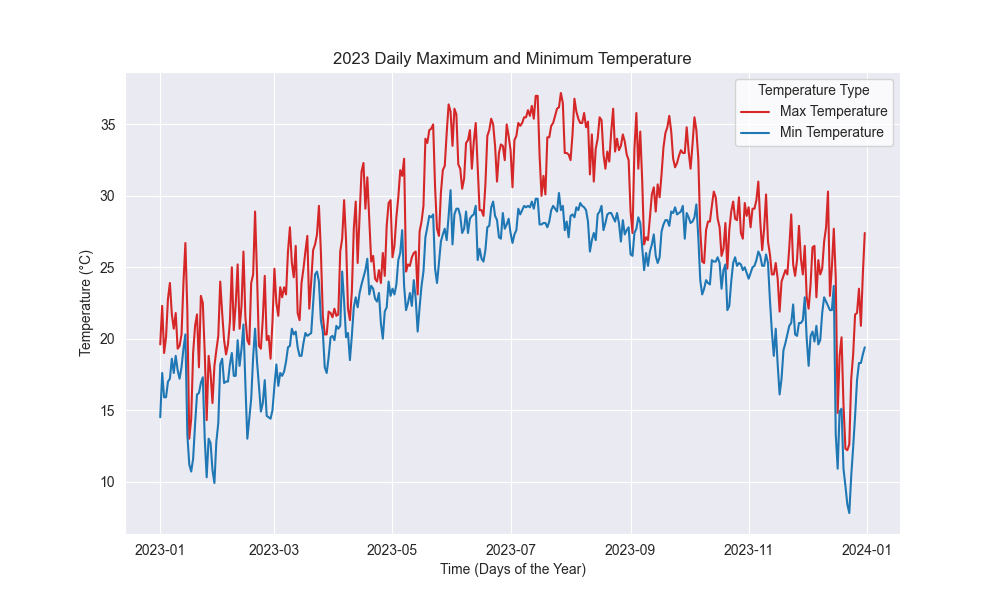 2023 Daily Maximum and Minimum Temperature
Temperature Type
Max Temperature
Min Temperature
Temperature (°C)
35
30
25
20
15
10
2023-01 2023-03 2023-05 2023-07 2023-09 2023-11 2024-01
Time (Days of the Year)